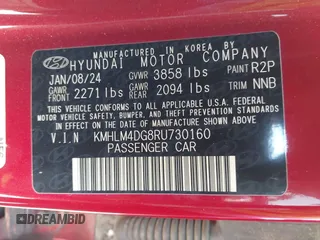 MANUFACTURED IN KOREA BY
HYUNDAI MOTOR COMPANY
JAN/08/24 GVWR 3858 lbs PAINT R2P
GAWR FRONT 2271 lbs GAWR REAR 2094 lbs TRIM NNB
THIS VEHICLE CONFORMS TO ALL APPLICABLE FEDERAL
MOTOR VEHICLE SAFETY, BUMPER, AND THEFT
PREVENTION STANDARDS IN EFFECT ON THE DATE
OF MANUFACTURE SHOWN ABOVE.
V.I.N KMHLM4DG8RU730160
PASSENGER CAR
DREAMBID
dreambid.com